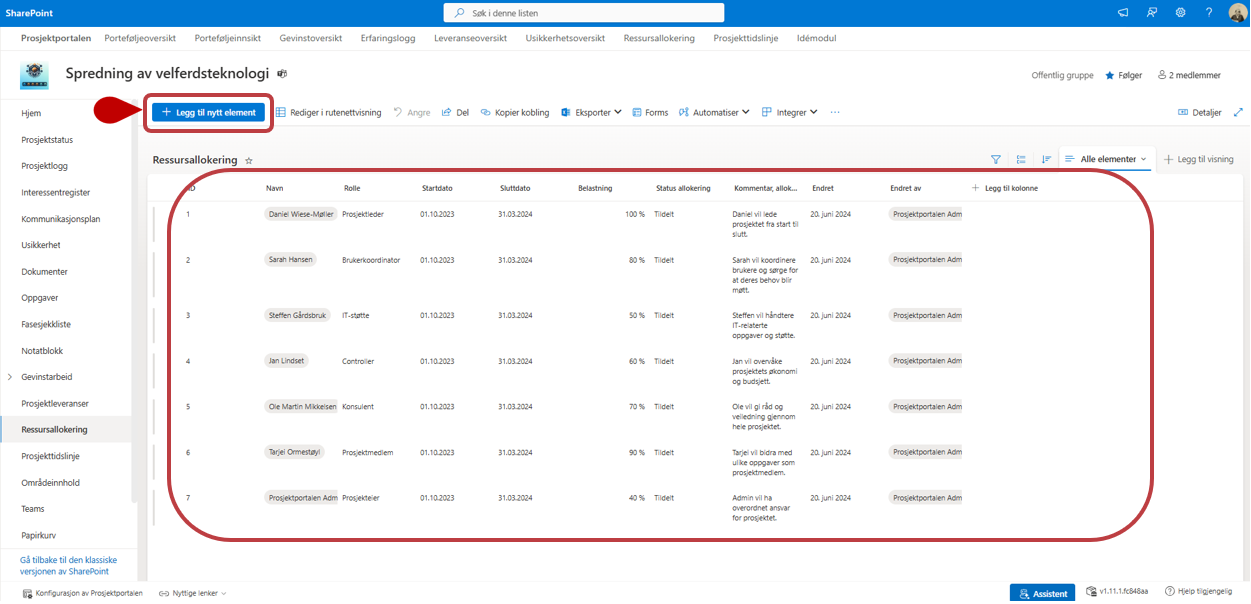 SharePoint
Søk i denne listen
Prosjektportalen Porteføljeoversikt Porteføljeinnsikt Gevinstoversikt Erfaringslogg Leveranseoversikt Usikkerhetsoversikt Ressursallokering Prosjekttidslinje Idémodul
Spredning av velferdsteknologi
Offentlig gruppe Følger 2 medlemmer
Legg til nytt element Rediger i rutenettvisning Angre Del Kopier kobling Eksporter Forms Automatiser Integrer ... Detaljer
Hjem
Prosjektstatus
Prosjektlogg
Interessentregister
Kommunikasjonsplan
Usikkerhet
Dokumenter
Oppgaver
Fasesjekkliste
Notatblokk
Gevinstarbeid
Prosjektleveranser
Ressursallokering
Prosjekttidslinje
Områdeinnhold
Teams
Papirkurv
Gå tilbake til den klassiske
versjonen av SharePoint
Ressursallokering
Alle elementer Legg til visning
ID Navn Rolle Startdato Sluttdato Belastning Status allokering Kommentar, allok... Endret Endret av Legg til kolonne
1 Daniel Wiese-Møller Prosjektleder 01.10.2023 31.03.2024 100 % Tildelt Daniel vil lede 20. juni 2024 Prosjektportalen Adm
prosjektet fra start til
slutt.
2 Sarah Hansen Brukerkoordinator 01.10.2023 31.03.2024 80 % Tildelt Sarah vil koordinere 20. juni 2024 Prosjektportalen Adm
brukere og sørge for
at deres behov blir
møtt.
3 Steffen Gårdsbruk IT-støtte 01.10.2023 31.03.2024 50 % Tildelt Steffen vil håndtere 20. juni 2024 Prosjektportalen Adm
IT-relaterte
oppgaver og støtte.
4 Jan Lindset Controller 01.10.2023 31.03.2024 60 % Tildelt Jan vil overvåke 20. juni 2024 Prosjektportalen Adm
prosjektets økonomi
og budsjett.
5 Ole Martin Mikkelsen Konsulent 01.10.2023 31.03.2024 70 % Tildelt Ole vil gi råd og 20. juni 2024 Prosjektportalen Adm
veiledning gjennom
hele prosjektet.
6 Tarjei Ormestøyl Prosjektmedlem 01.10.2023 31.03.2024 90 % Tildelt Tarjei vil bidra med 20. juni 2024 Prosjektportalen Adm
ulike oppgaver som
prosjektmedlem.
7 Prosjektportalen Adm Prosjekteier 01.10.2023 31.03.2024 40 % Tildelt Admin vil ha 20. juni 2024 Prosjektportalen Adm
overordnet ansvar
for prosjektet.
Konfigurasjon av Prosjektportalen Nyttige lenker Assistent v1.11.1.fc848aa Hjelp tilgjengelig